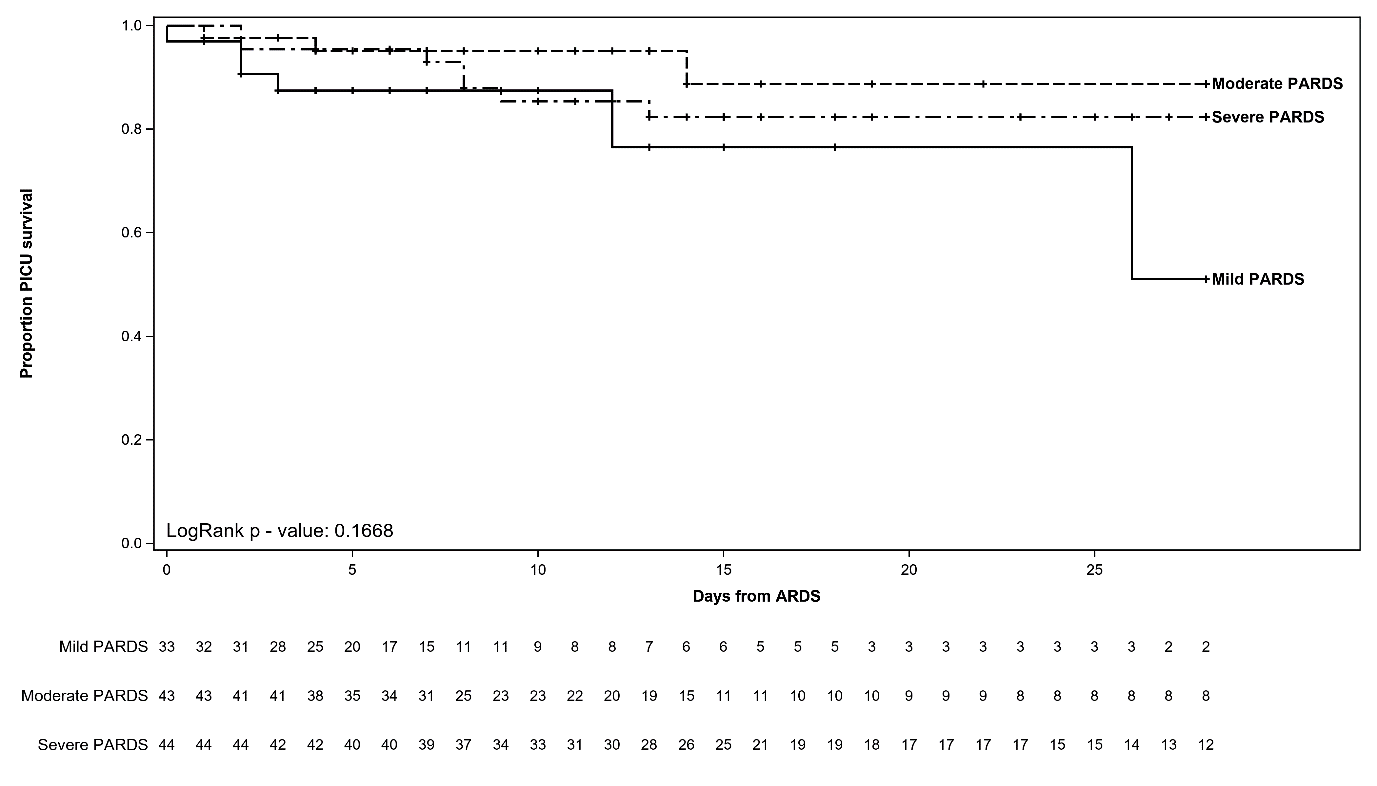 1.0
Moderate PARDS
Severe PARDS
0.8
0.6
Mild PARDS
0.4
0.2
0.0
Proportion PICU survival
LogRank p - value: 0.1668
0 5 10 15 20 25
Days from ARDS
Mild PARDS 33 32 31 28 25 20 17 15 11 11 9 8 8 7 6 6 5 5 5 3 3 3 3 3 3 3 3 2 2
Moderate PARDS 43 43 41 41 38 35 34 31 25 23 23 22 20 19 15 11 11 10 10 10 9 9 9 8 8 8 8 8 8
Severe PARDS 44 44 44 42 42 40 40 39 37 34 33 31 30 28 26 25 21 19 19 18 17 17 17 17 15 15 14 13 12